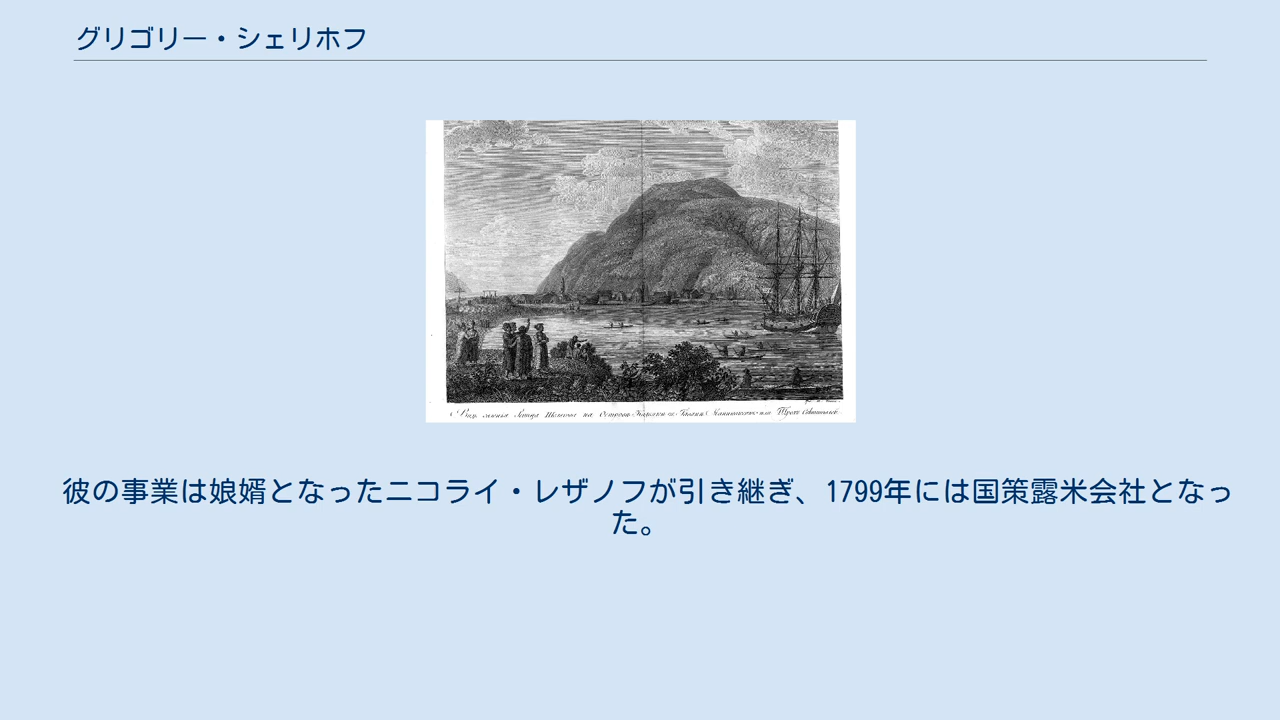 グリゴリー・シェリホフ
на
彼の事業は娘婿となったニコライ・レザノフが引き継ぎ、1799年には国策露米会社となっ
た。